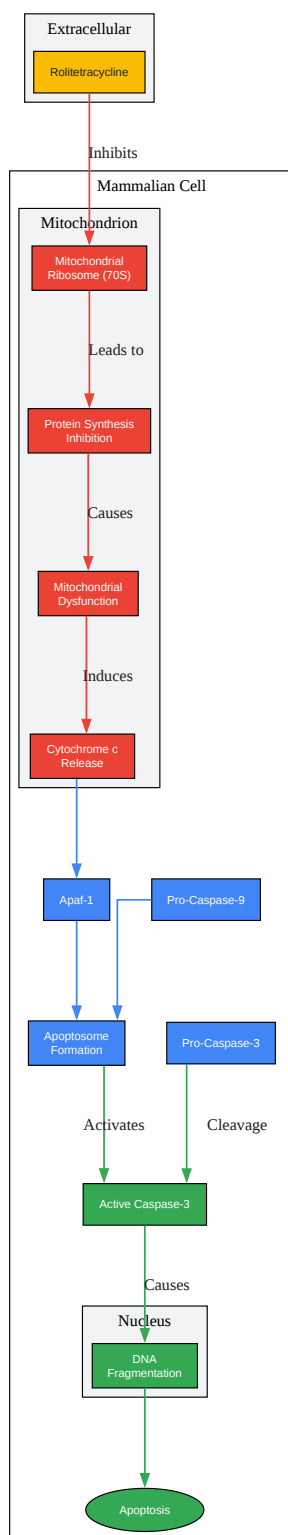 Extracellular
Rolitetracycline
Inhibits
Mammalian Cell
Mitochondrion
Mitochondrial
Ribosome (70S)
Leads to
Protein Synthesis
Inhibition
Causes
Mitochondrial
Dysfunction
Induces
Cytochrome c
Release
Apaf-1
Pro-Caspase-9
Apoptosome
Formation
Pro-Caspase-3
Activates
Cleavage
Active Caspase-3
Causes
Nucleus
DNA
Fragmentation
Apoptosis